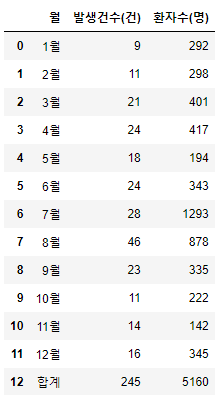 월 발생건수(건) 환자수(명)
0 1월 9 292
1 2월 11 298
2 3월 21 401
3 4월 24 417
4 5월 18 194
5 6월 24 343
6 7월 28 1293
7 8월 46 878
8 9월 23 335
9 10월 11 222
10 11월 14 142
11 12월 16 345
12 합계 245 5160